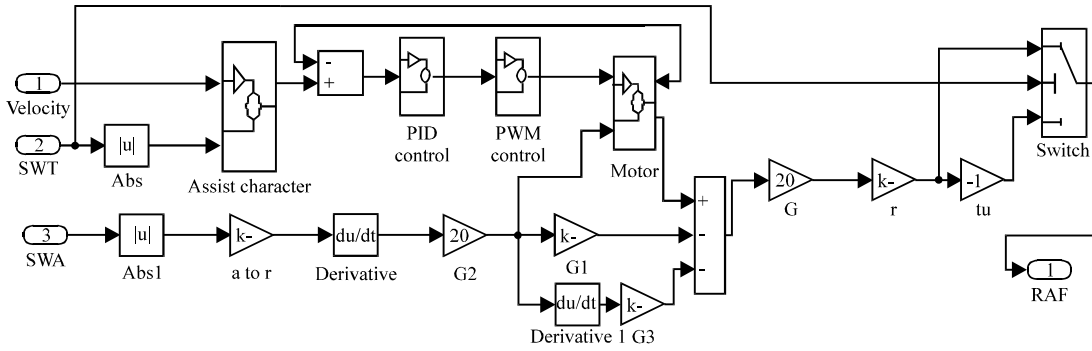 1
Velocity
2
SWT
|u|
Abs
Assist character
-
+
PID
control
PWM
control
Motor
Switch
3
SWA
|u|
Abs1
k-
a to r
du/dt
Derivative
20
G2
k-
G1
du/dt
Derivative 1
k-
G3
+
-
-
20
G
k-
r
-1
tu
1
RAF